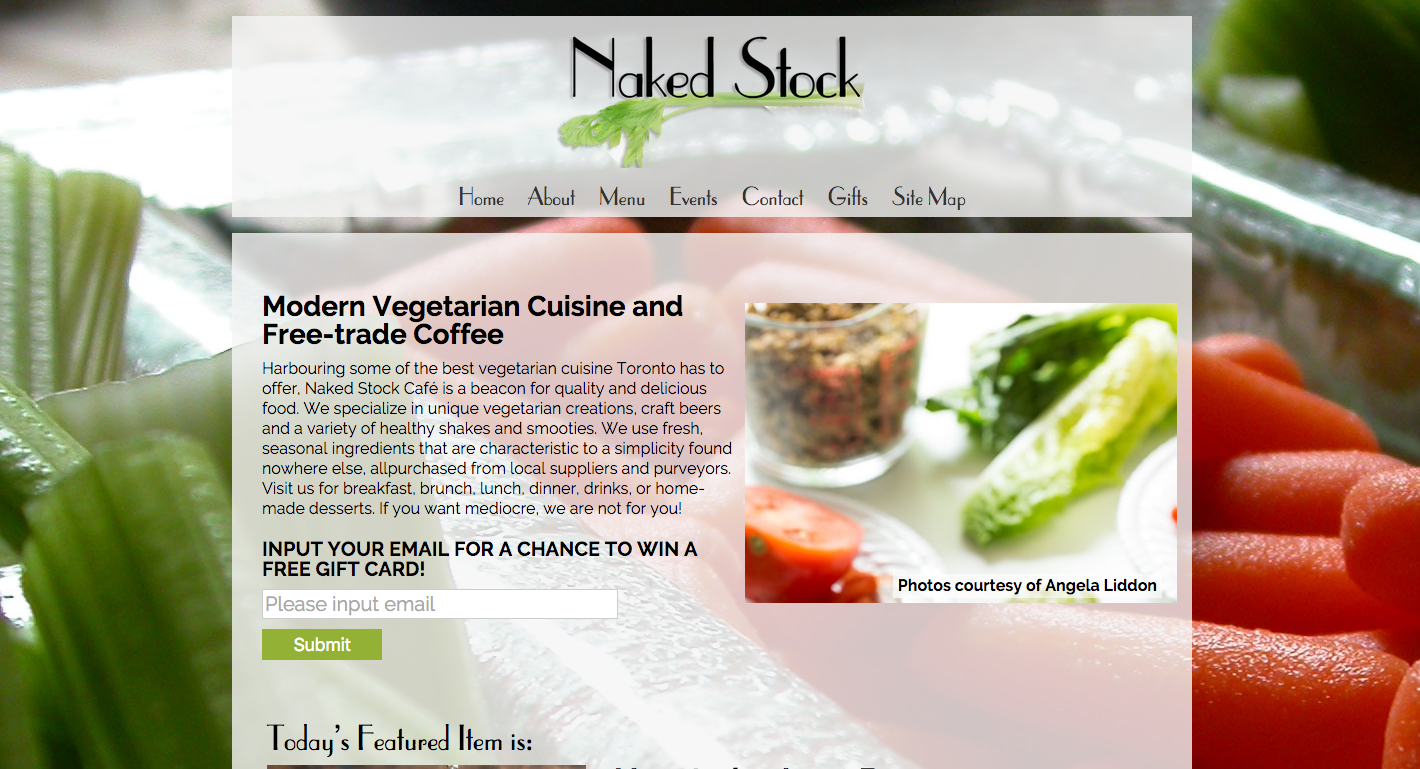 Naked Stock
Home About Menu Events Contact Gifts Site Map
Modern Vegetarian Cuisine and
Free-trade Coffee
Harbouring some of the best vegetarian cuisine Toronto has to
offer, Naked Stock Café is a beacon for quality and delicious
food. We specialize in unique vegetarian creations, craft beers
and a variety of healthy shakes and smooties. We use fresh,
seasonal ingredients that are characteristic to a simplicity found
nowhere else, allpurchased from local suppliers and purveyors.
Visit us for breakfast, brunch, lunch, dinner, drinks, or home-
made desserts. If you want mediocre, we are not for you!
Photos courtesy of Angela Liddon
INPUT YOUR EMAIL FOR A CHANCE TO WIN A
FREE GIFT CARD!
Please input email
Submit
Today's Featured Item is: